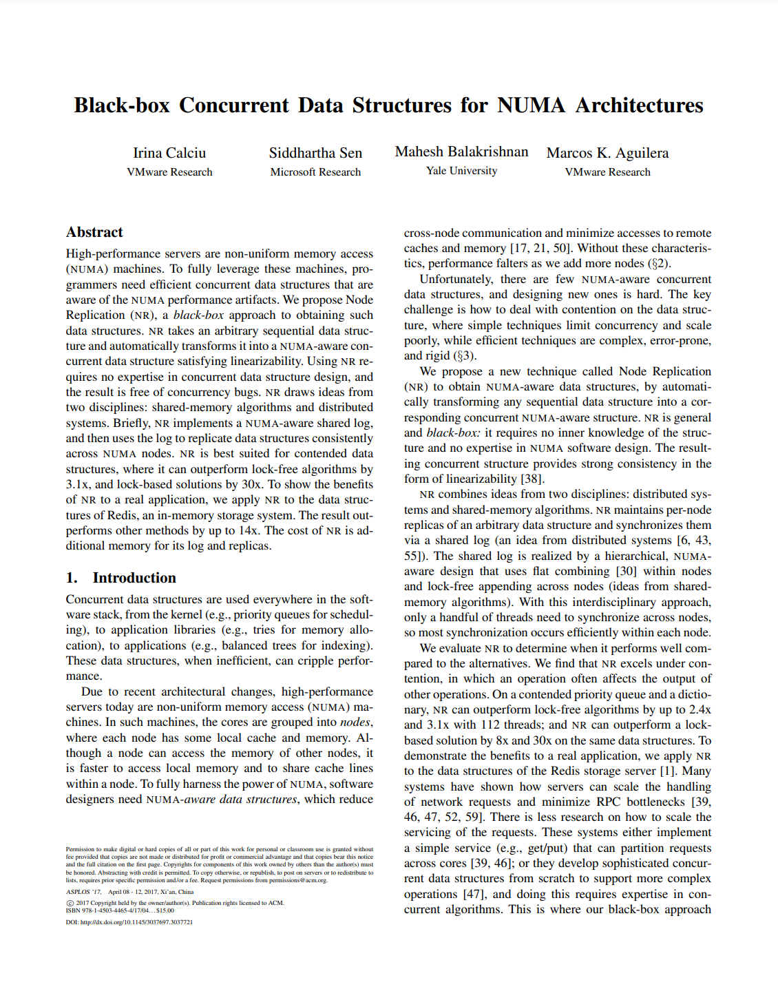 Black-box Concurrent Data Structures for NUMA Architectures
Irina Calciu
VMware Research
Siddhartha Sen
Microsoft Research
Mahesh Balakrishnan
Yale University
Marcos K. Aguilera
VMware Research
Abstract
High-performance servers are non-uniform memory access
(NUMA) machines. To fully leverage these machines, pro-
grammers need efficient concurrent data structures that are
aware of the NUMA performance artifacts. We propose Node
Replication (NR), a black-box approach to obtaining such
data structures. NR takes an arbitrary sequential data struc-
ture and automatically transforms it into a NUMA-aware con-
current data structure satisfying linearizability. Using NR re-
quires no expertise in concurrent data structure design, and
the result is free of concurrency bugs. NR draws ideas from
two disciplines: shared-memory algorithms and distributed
systems. Briefly, NR implements a NUMA-aware shared log,
and then uses the log to replicate data structures consistently
across NUMA nodes. NR is best suited for contended data
structures, where it can outperform lock-free algorithms by
3.1x, and lock-based solutions by 30x. To show the benefits
of NR to a real application, we apply NR to the data struc-
tures of Redis, an in-memory storage system. The result out-
performs other methods by up to 14x. The cost of NR is ad-
ditional memory for its log and replicas.
1. Introduction
Concurrent data structures are used everywhere in the soft-
ware stack, from the kernel (e.g., priority queues for schedul-
ing), to application libraries (e.g., tries for memory allo-
cation), to applications (e.g., balanced trees for indexing).
These data structures, when inefficient, can cripple perfor-
mance.
Due to recent architectural changes, high-performance
servers today are non-uniform memory access (NUMA) ma-
chines. In such machines, the cores are grouped into nodes,
where each node has some local cache and memory. Al-
though a node can access the memory of other nodes, it
is faster to access local memory and to share cache lines
within a node. To fully harness the power of NUMA, software
designers need NUMA-aware data structures, which reduce
Permission to make digital or hard copies of all or part of this work for personal or classroom use is granted without
fee provided that copies are not made or distributed for profit or commercial advantage and that copies bear this notice
and the full citation on the first page. Copyrights for components of this work owned by others than the author(s) must
be honored. Abstracting with credit is permitted. To copy otherwise, or republish, to post on servers or to redistribute to
lists, requires prior specific permission and/or a fee. Request permissions from permissions@acm.org.
ASPLOS '17, April 08 - 12, 2017, Xi'an, China
© 2017 Copyright held by the owner/author(s). Publication rights licensed to ACM.
ISBN 978-1-4503-4465-4/17/04...$15.00
DOI: http://dx.doi.org/10.1145/3037697.3037721
cross-node communication and minimize accesses to remote
caches and memory [17, 21, 50]. Without these characteris-
tics, performance falters as we add more nodes (§2).
Unfortunately, there are few NUMA-aware concurrent
data structures, and designing new ones is hard. The key
challenge is how to deal with contention on the data struc-
ture, where simple techniques limit concurrency and scale
poorly, while efficient techniques are complex, error-prone,
and rigid (§3).
We propose a new technique called Node Replication
(NR) to obtain NUMA-aware data structures, by automati-
cally transforming any sequential data structure into a cor-
responding concurrent NUMA-aware structure. NR is general
and black-box: it requires no inner knowledge of the struc-
ture and no expertise in NUMA software design. The result-
ing concurrent structure provides strong consistency in the
form of linearizability [38].
NR combines ideas from two disciplines: distributed sys-
tems and shared-memory algorithms. NR maintains per-node
replicas of an arbitrary data structure and synchronizes them
via a shared log (an idea from distributed systems [6, 43,
55]). The shared log is realized by a hierarchical, NUMA-
aware design that uses flat combining [30] within nodes
and lock-free appending across nodes (ideas from shared-
memory algorithms). With this interdisciplinary approach,
only a handful of threads need to synchronize across nodes,
so most synchronization occurs efficiently within each node.
We evaluate NR to determine when it performs well com-
pared to the alternatives. We find that NR excels under con-
tention, in which an operation often affects the output of
other operations. On a contended priority queue and a dictio-
nary, NR can outperform lock-free algorithms by up to 2.4x
and 3.1x with 112 threads; and NR can outperform a lock-
based solution by 8x and 30x on the same data structures. To
demonstrate the benefits to a real application, we apply NR
to the data structures of the Redis storage server [1]. Many
systems have shown how servers can scale the handling
of network requests and minimize RPC bottlenecks [39,
46, 47, 52, 59]. There is less research on how to scale the
servicing of the requests. These systems either implement
a simple service (e.g., get/put) that can partition requests
across cores [39, 46]; or they develop sophisticated concur-
rent data structures from scratch to support more complex
operations [47], and doing this requires expertise in con-
current algorithms. This is where our black-box approach